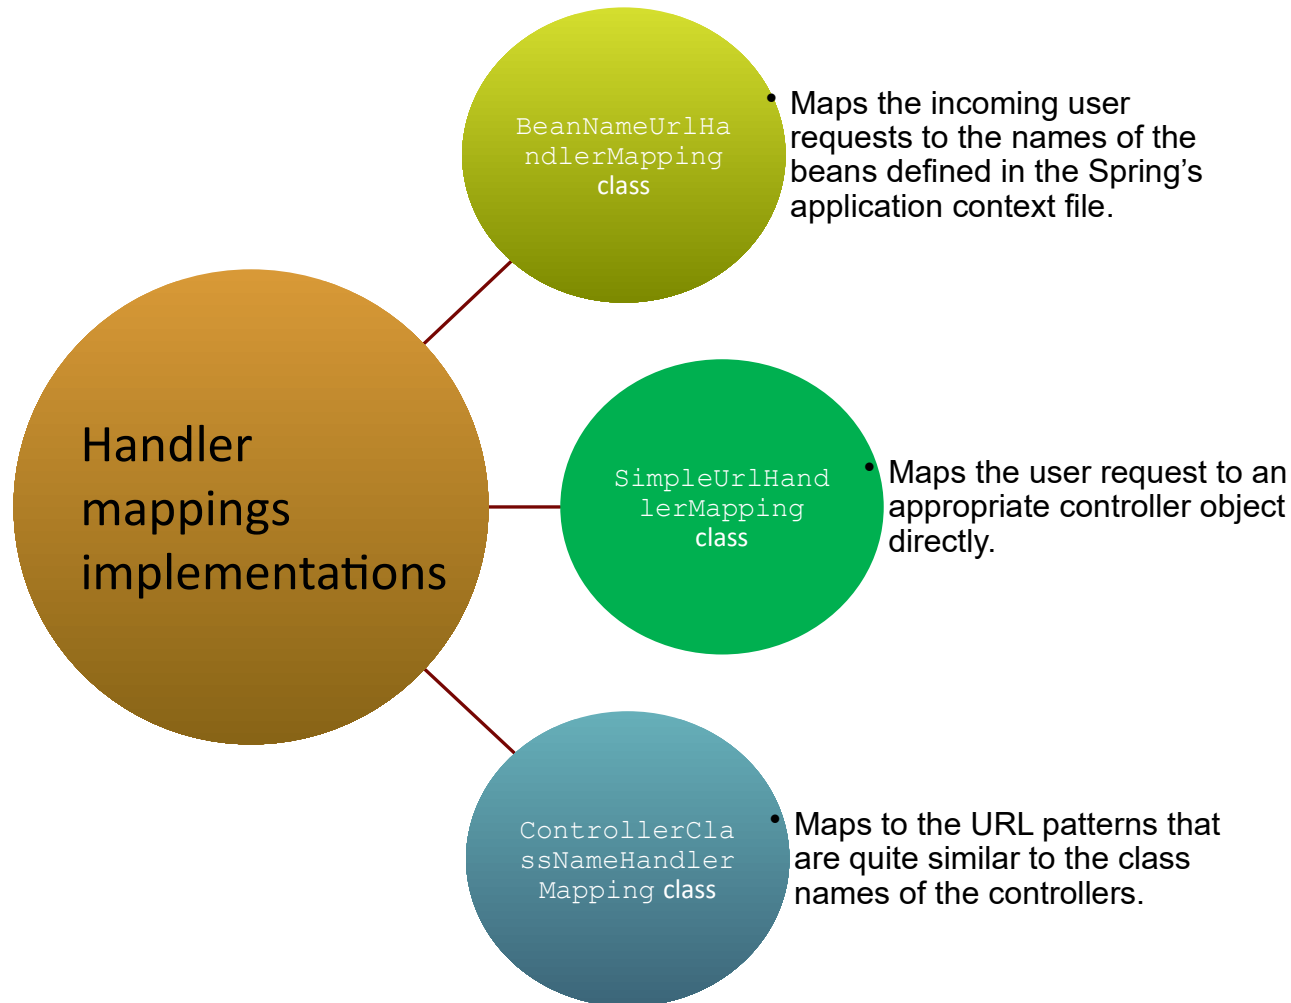 BeanNameUrlHa
ndlerMapping
class
• Maps the incoming user
requests to the names of the
beans defined in the Spring’s
application context file.
Handler
mappings
implementations
SimpleUrlHand
lerMapping
class
• Maps the user request to an
appropriate controller object
directly.
ControllerCla
ssNameHandler
Mapping class
• Maps to the URL patterns that
are quite similar to the class
names of the controllers.